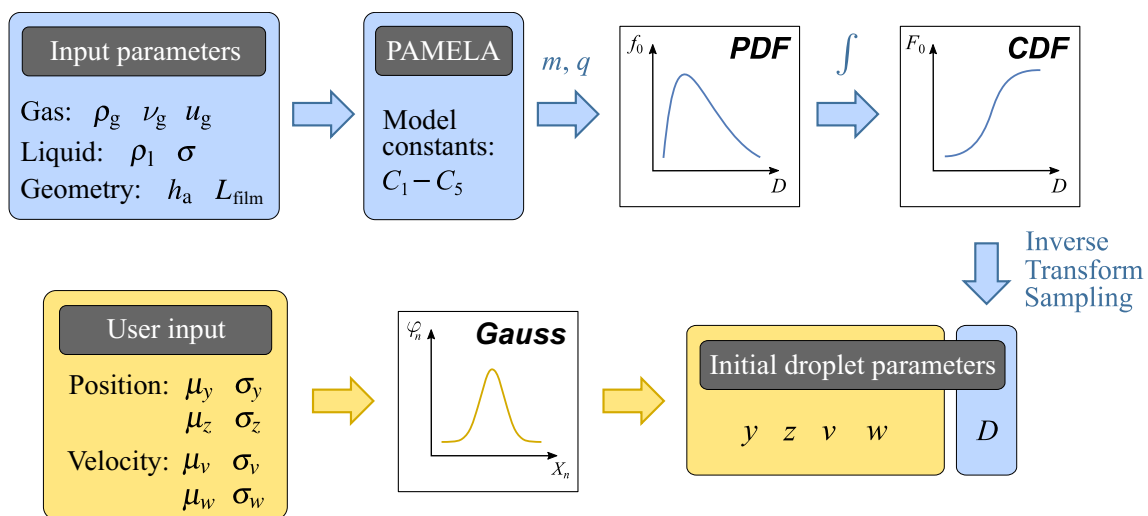 Input parameters
Gas: ρg νg ug
Liquid: ρl σ
Geometry: ha Lfilm
PAMELA
Model
constants:
C1 – C5
m, q
f0
PDF
D
∫
F0
CDF
D
Inverse
Transform
Sampling
User input
Position: μy σy
μz σz
Velocity: μv σv
μw σw
φn
Gauss
Xn
Initial droplet parameters
y z v w
D